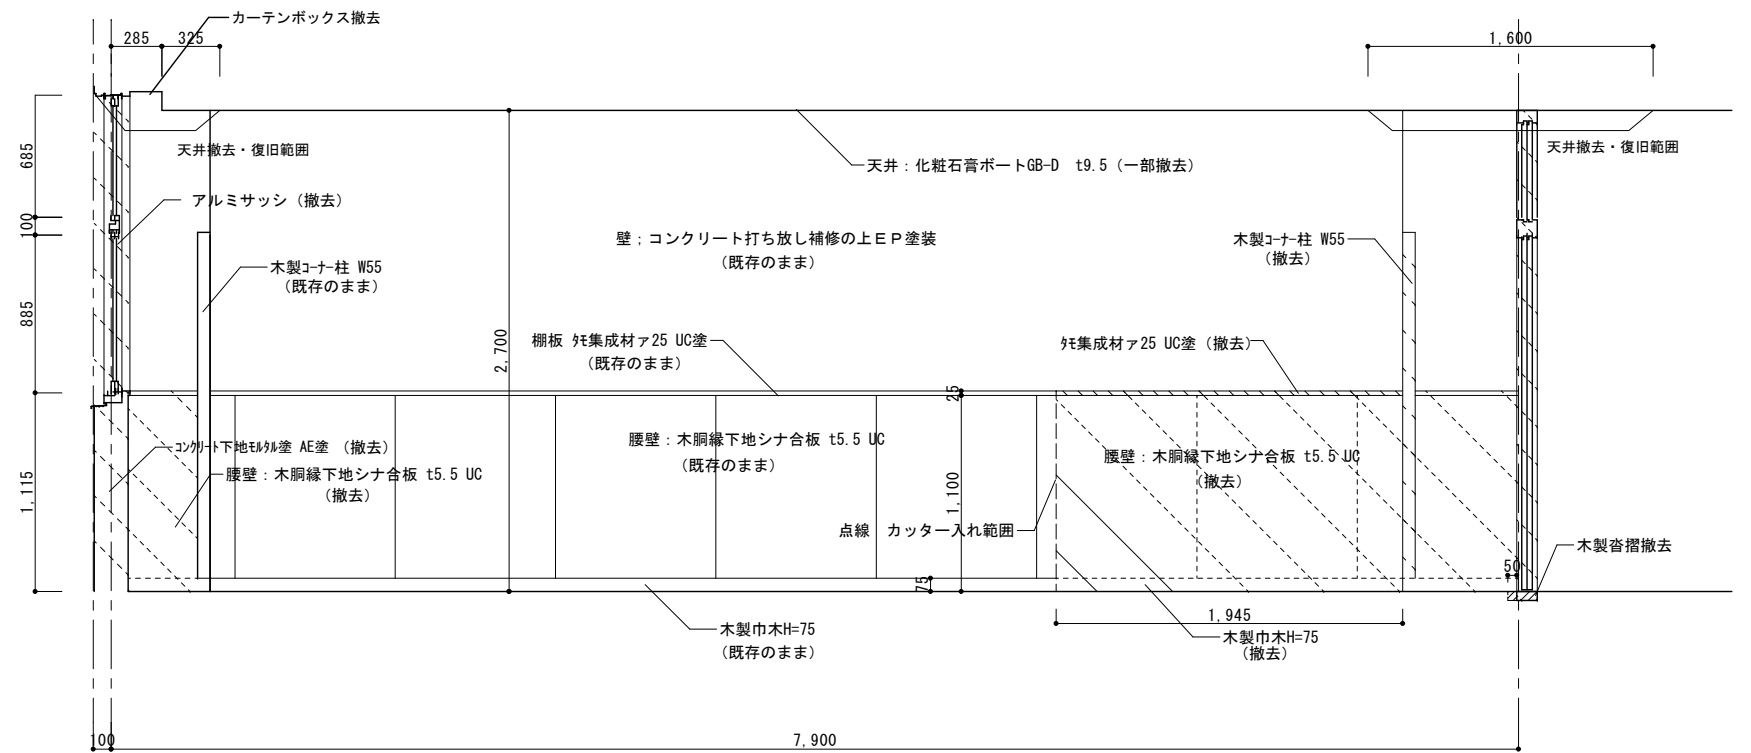 カーテンボックス撤去
285
325
1,600
天井撤去・復旧範囲
天井：化粧石膏ボートGB-D t9.5（一部撤去）
天井撤去・復旧範囲
685
アルミサッシ（撤去）
100
壁；コンクリート打ち放し補修の上ＥＰ塗装
（既存のまま）
木製ｺｰﾅｰ柱 W55
（撤去）
木製ｺｰﾅｰ柱 W55
（既存のまま）
885
2,700
棚板 ﾀﾓ集成材ァ25 UC塗
（既存のまま）
ﾀﾓ集成材ァ25 UC塗（撤去）
25
ｺﾝｸﾘｰﾄ下地ﾓﾙﾀﾙ塗 AE塗 （撤去）
腰壁：木胴縁下地シナ合板 t5.5 UC
（既存のまま）
腰壁：木胴縁下地シナ合板 t5.5 UC
（撤去）
腰壁：木胴縁下地シナ合板 t5.5 UC
（撤去）
1,115
1,100
点線　カッター入れ範囲
木製沓摺撤去
50
75
1,945
木製巾木H=75
（既存のまま）
木製巾木H=75
（撤去）
100
7,900